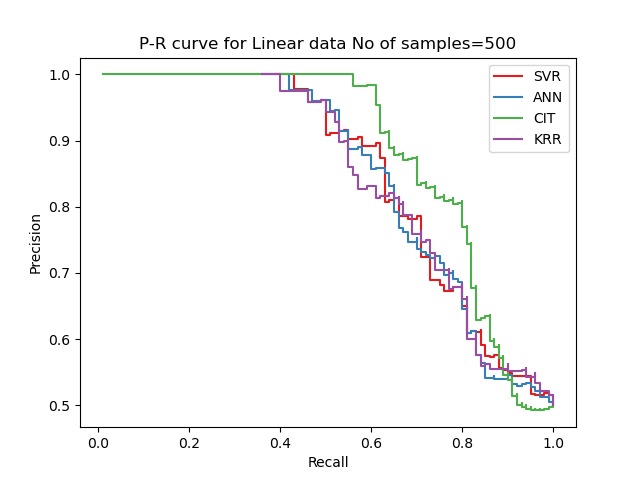 P-R curve for Linear data No of samples=500
SVR
ANN
CIT
KRR
1.0
0.9
0.8
0.7
0.6
0.5
Precision
0.0
0.2
0.4
0.6
0.8
1.0
Recall